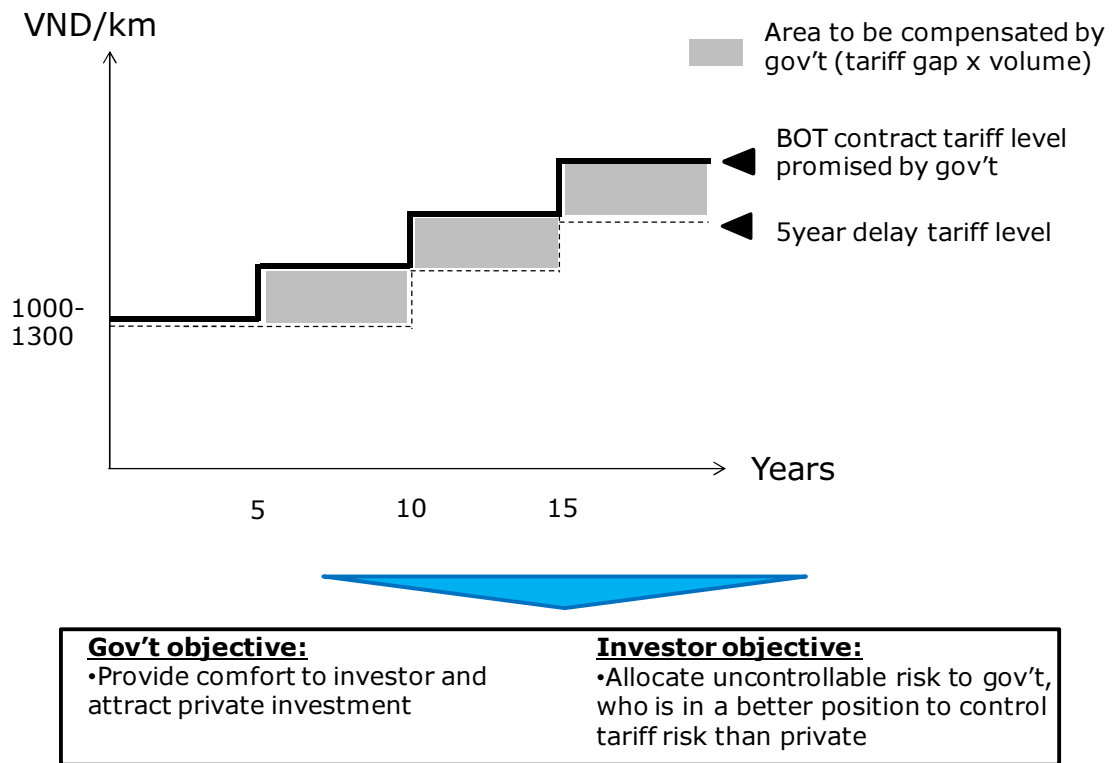 VND/km
Area to be compensated by
gov't (tariff gap x volume)
BOT contract tariff level
promised by gov't
5year delay tariff level
1000-
1300
Years
5
10
15
Gov't objective:
•Provide comfort to investor and
attract private investment
Investor objective:
•Allocate uncontrollable risk to gov't,
who is in a better position to control
tariff risk than private